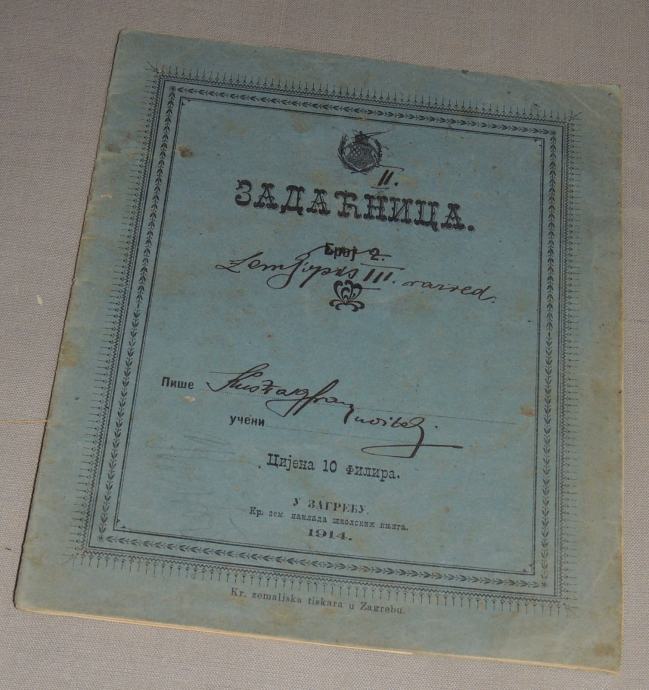 II.
ЗАДАЋНИЦА.
Број 2.
Zemljopis III. razred.
Пише
учени
Цијена 10 филира.
У ЗАГРЕБУ.
Кр. зем. наклада школских књига.
1914.
Kr. zemaljska tiskara u Zagrebu.